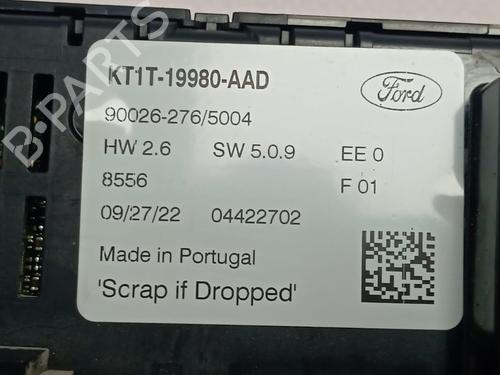 KT1T-19980-AAD
Ford
90026-276/5004
HW 2.6 SW 5.0.9 EE 0
8556 F 01
09/27/22 04422702
Made in Portugal
'Scrap if Dropped'
B-PARTS